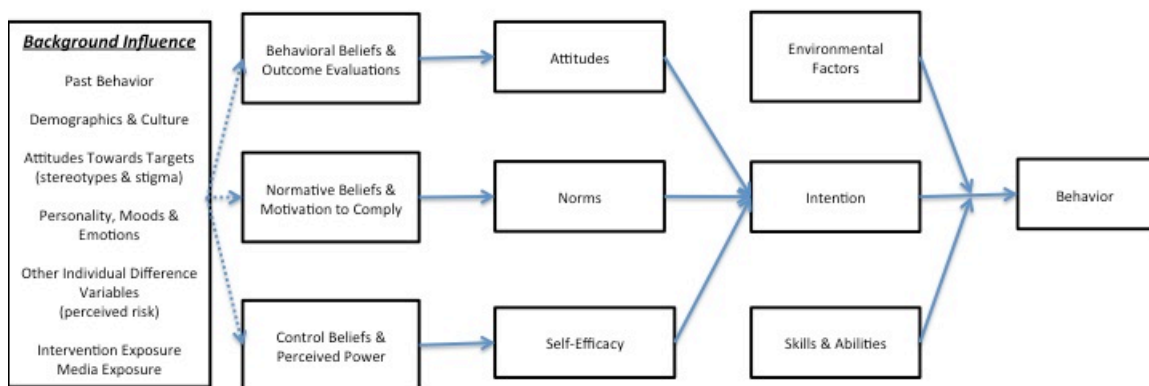 Background Influence
Past Behavior
Demographics & Culture
Attitudes Towards Targets
(stereotypes & stigma)
Personality, Moods &
Emotions
Other Individual Difference
Variables
(perceived risk)
Intervention Exposure
Media Exposure
Behavioral Beliefs &
Outcome Evaluations
Normative Beliefs &
Motivation to Comply
Control Beliefs &
Perceived Power
Attitudes
Norms
Self-Efficacy
Environmental
Factors
Intention
Skills & Abilities
Behavior